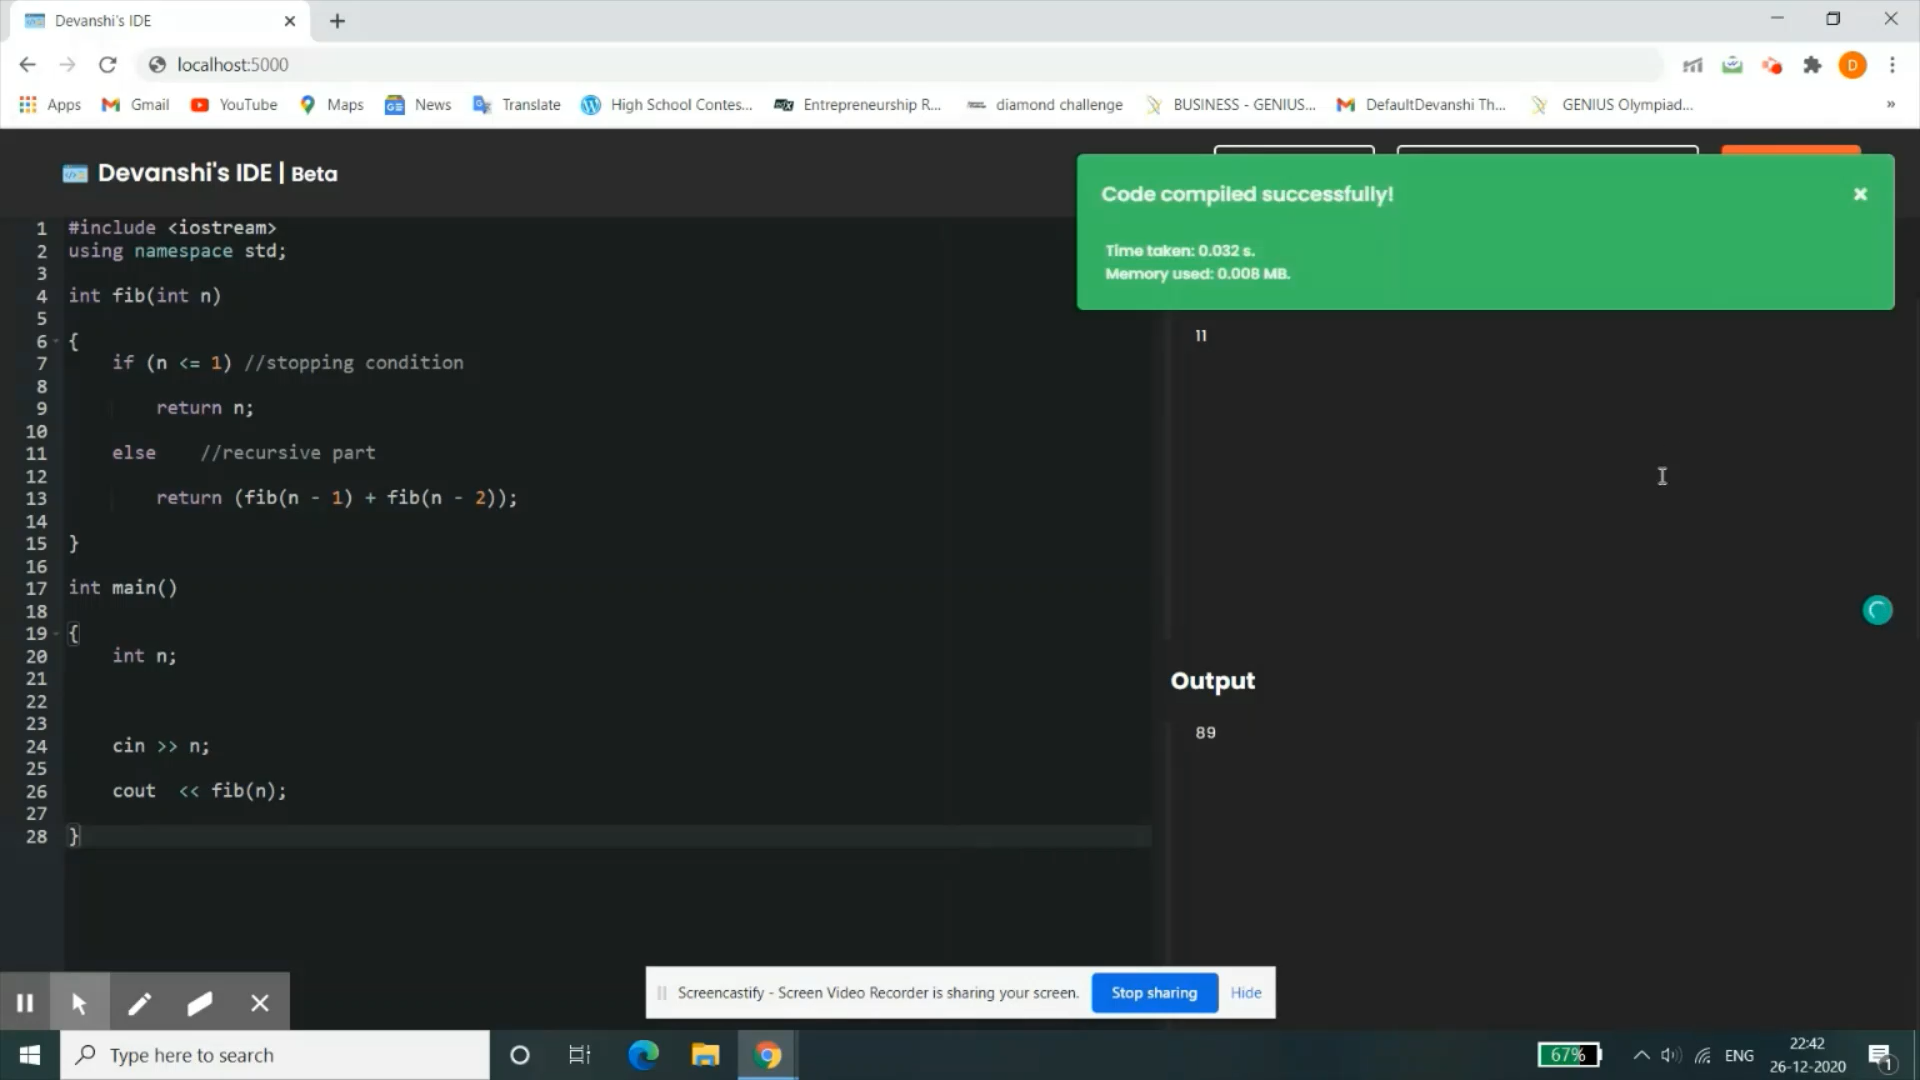 Devanshi's IDE
localhost:5000
D
Apps Gmail YouTube Maps News Translate High School Contes... Entrepreneurship R... diamond challenge BUSINESS - GENIUS... DefaultDevanshi Th... GENIUS Olympiad... »
Devanshi's IDE | Beta
Code compiled successfully!
Time taken: 0.032 s.
Memory used: 0.008 MB.
1 #include <iostream>
2 using namespace std;
3
4 int fib(int n)
5
6 {
7 if (n <= 1) //stopping condition
8
9 return n;
10
11 else //recursive part
12
13 return (fib(n - 1) + fib(n - 2));
14
15 }
16
17 int main()
18
19 {
20 int n;
21
22
23
24 cin >> n;
25
26 cout << fib(n);
27
28 }
11
Output
89
Screencastify - Screen Video Recorder is sharing your screen. Stop sharing Hide
Type here to search
67% ENG 22:42
26-12-2020
1